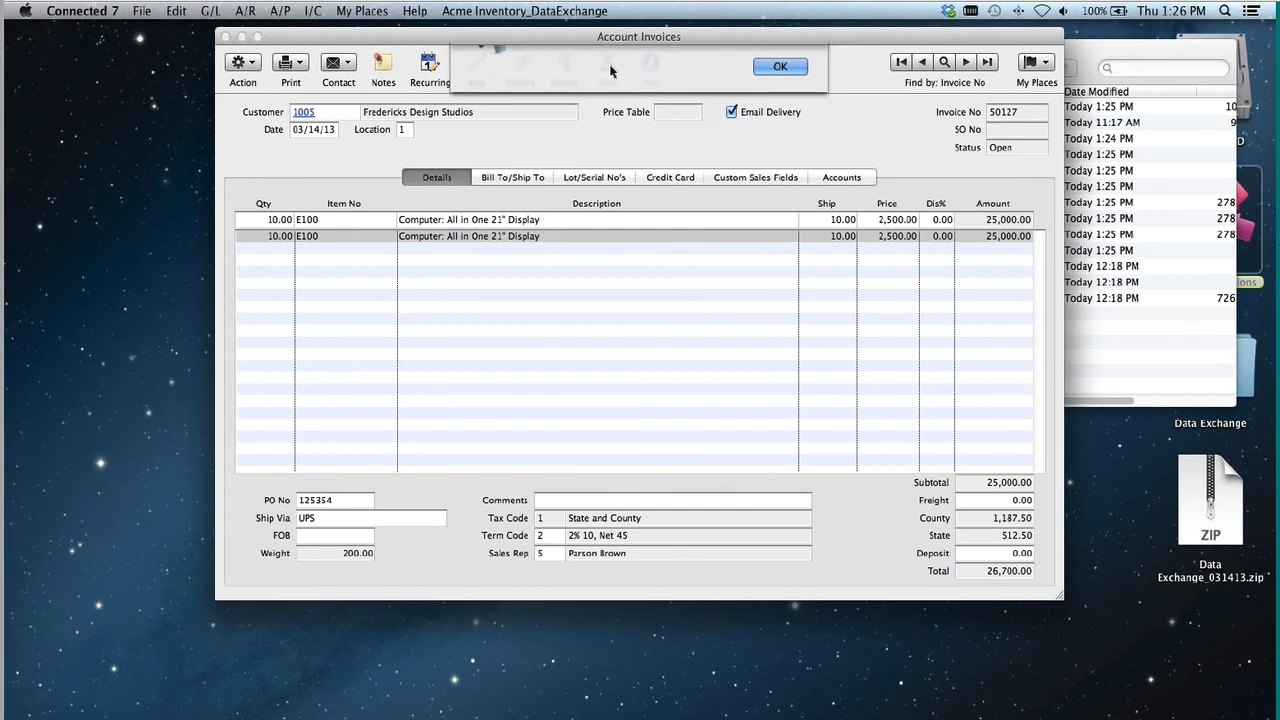 Connected 7 File Edit G/L A/R A/P I/C My Places Help Acme Inventory_DataExchange 100% Thu 1:26 PM
Account Invoices
OK
Action Print Contact Notes Recurring Find by: Invoice No My Places
Customer 1005 Fredericks Design Studios Price Table Email Delivery Invoice No 50127
Date 03/14/13 Location 1 SO No
Status Open
Details Bill To/Ship To Lot/Serial No's Credit Card Custom Sales Fields Accounts
Qty Item No Description Ship Price Dis% Amount
10.00 E100 Computer: All in One 21" Display 10.00 2,500.00 0.00 25,000.00
10.00 E100 Computer: All in One 21" Display 10.00 2,500.00 0.00 25,000.00
Subtotal 25,000.00
PO No 125354 Comments Freight 0.00
Ship Via UPS Tax Code 1 State and County County 1,187.50
FOB Term Code 2 2% 10, Net 45 State 512.50
Weight 200.00 Sales Rep 5 Parson Brown Deposit 0.00
Total 26,700.00
Date Modified
Today 1:25 PM 10
Today 11:17 AM 9
Today 1:24 PM
Today 1:25 PM
Today 1:25 PM
Today 1:25 PM
Today 1:25 PM 278
Today 1:25 PM 278
Today 1:25 PM 278
Today 1:25 PM
Today 12:18 PM
Today 12:18 PM
Today 12:18 PM 726
D
ions
Data Exchange
ZIP
Data
Exchange_031413.zip